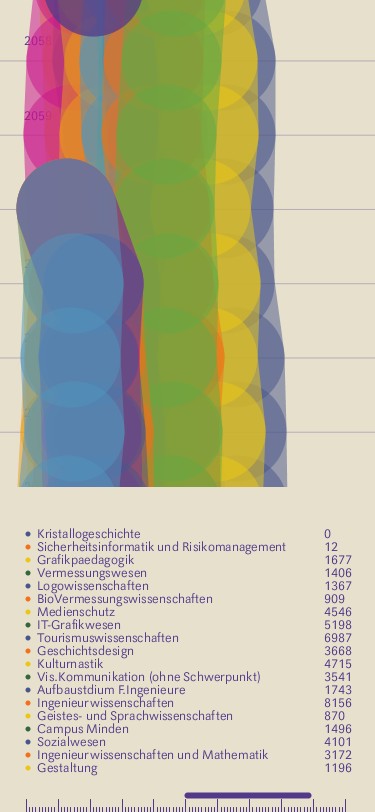 2055
2059
Kristallogeschichte 0
Sicherheitsinformatik und Risikomanagement 12
Grafikpaedagogik 1677
Vermessungswesen 1406
Logowissenschaften 1367
BioVermessungswissenschaften 909
Medienschutz 4546
IT-Grafikwesen 5198
Tourismuswissenschaften 6987
Geschichtsdesign 3668
Kulturnastik 4715
Vis.Kommunikation (ohne Schwerpunkt) 3541
Aufbaustdium F.Ingenieure 1743
Ingenieurwissenschaften 8156
Geistes- und Sprachwissenschaften 870
Campus Minden 1496
Sozialwesen 4101
Ingenieurwissenschaften und Mathematik 3172
Gestaltung 1196